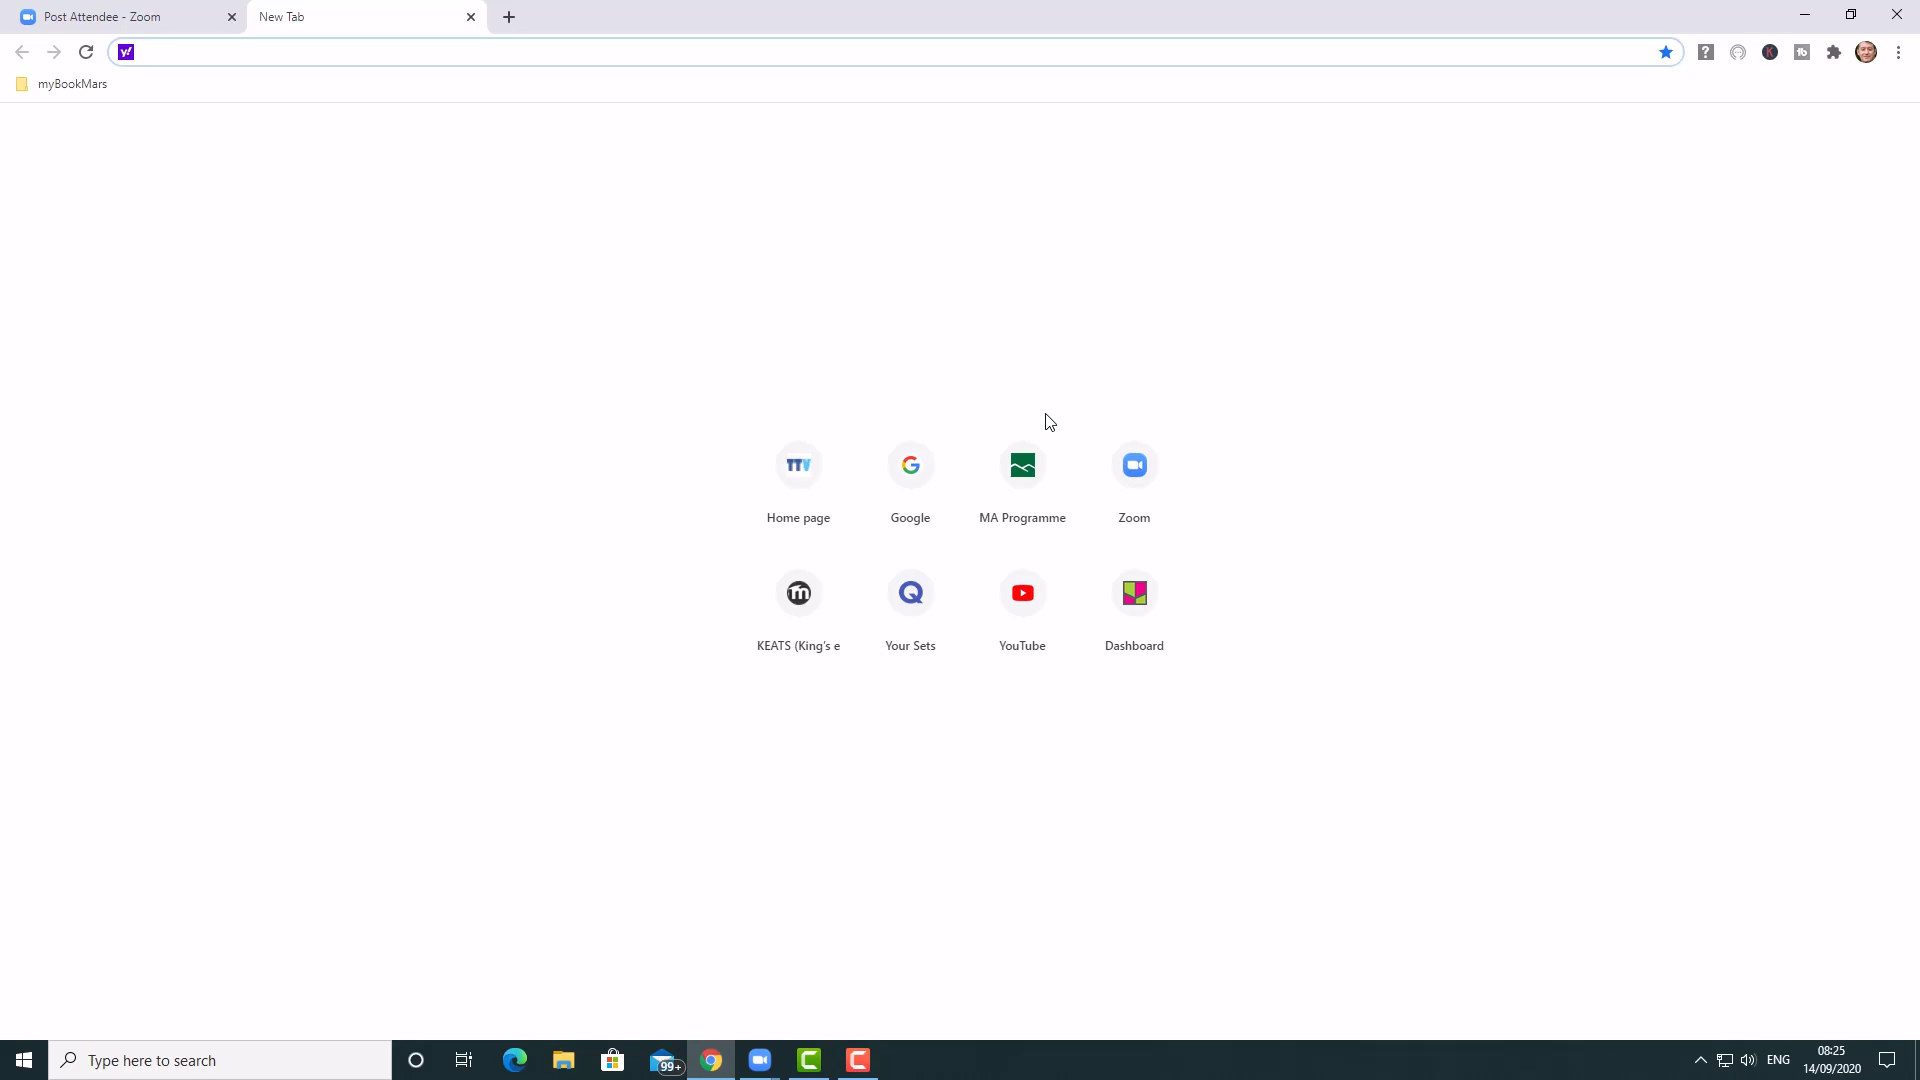 Post Attendee - Zoom
New Tab
y!
K
myBookMars
TTV
Home page
Google
MA Programme
Zoom
KEATS (King's e
Your Sets
YouTube
Dashboard
Type here to search
99+
ENG
08:25
14/09/2020